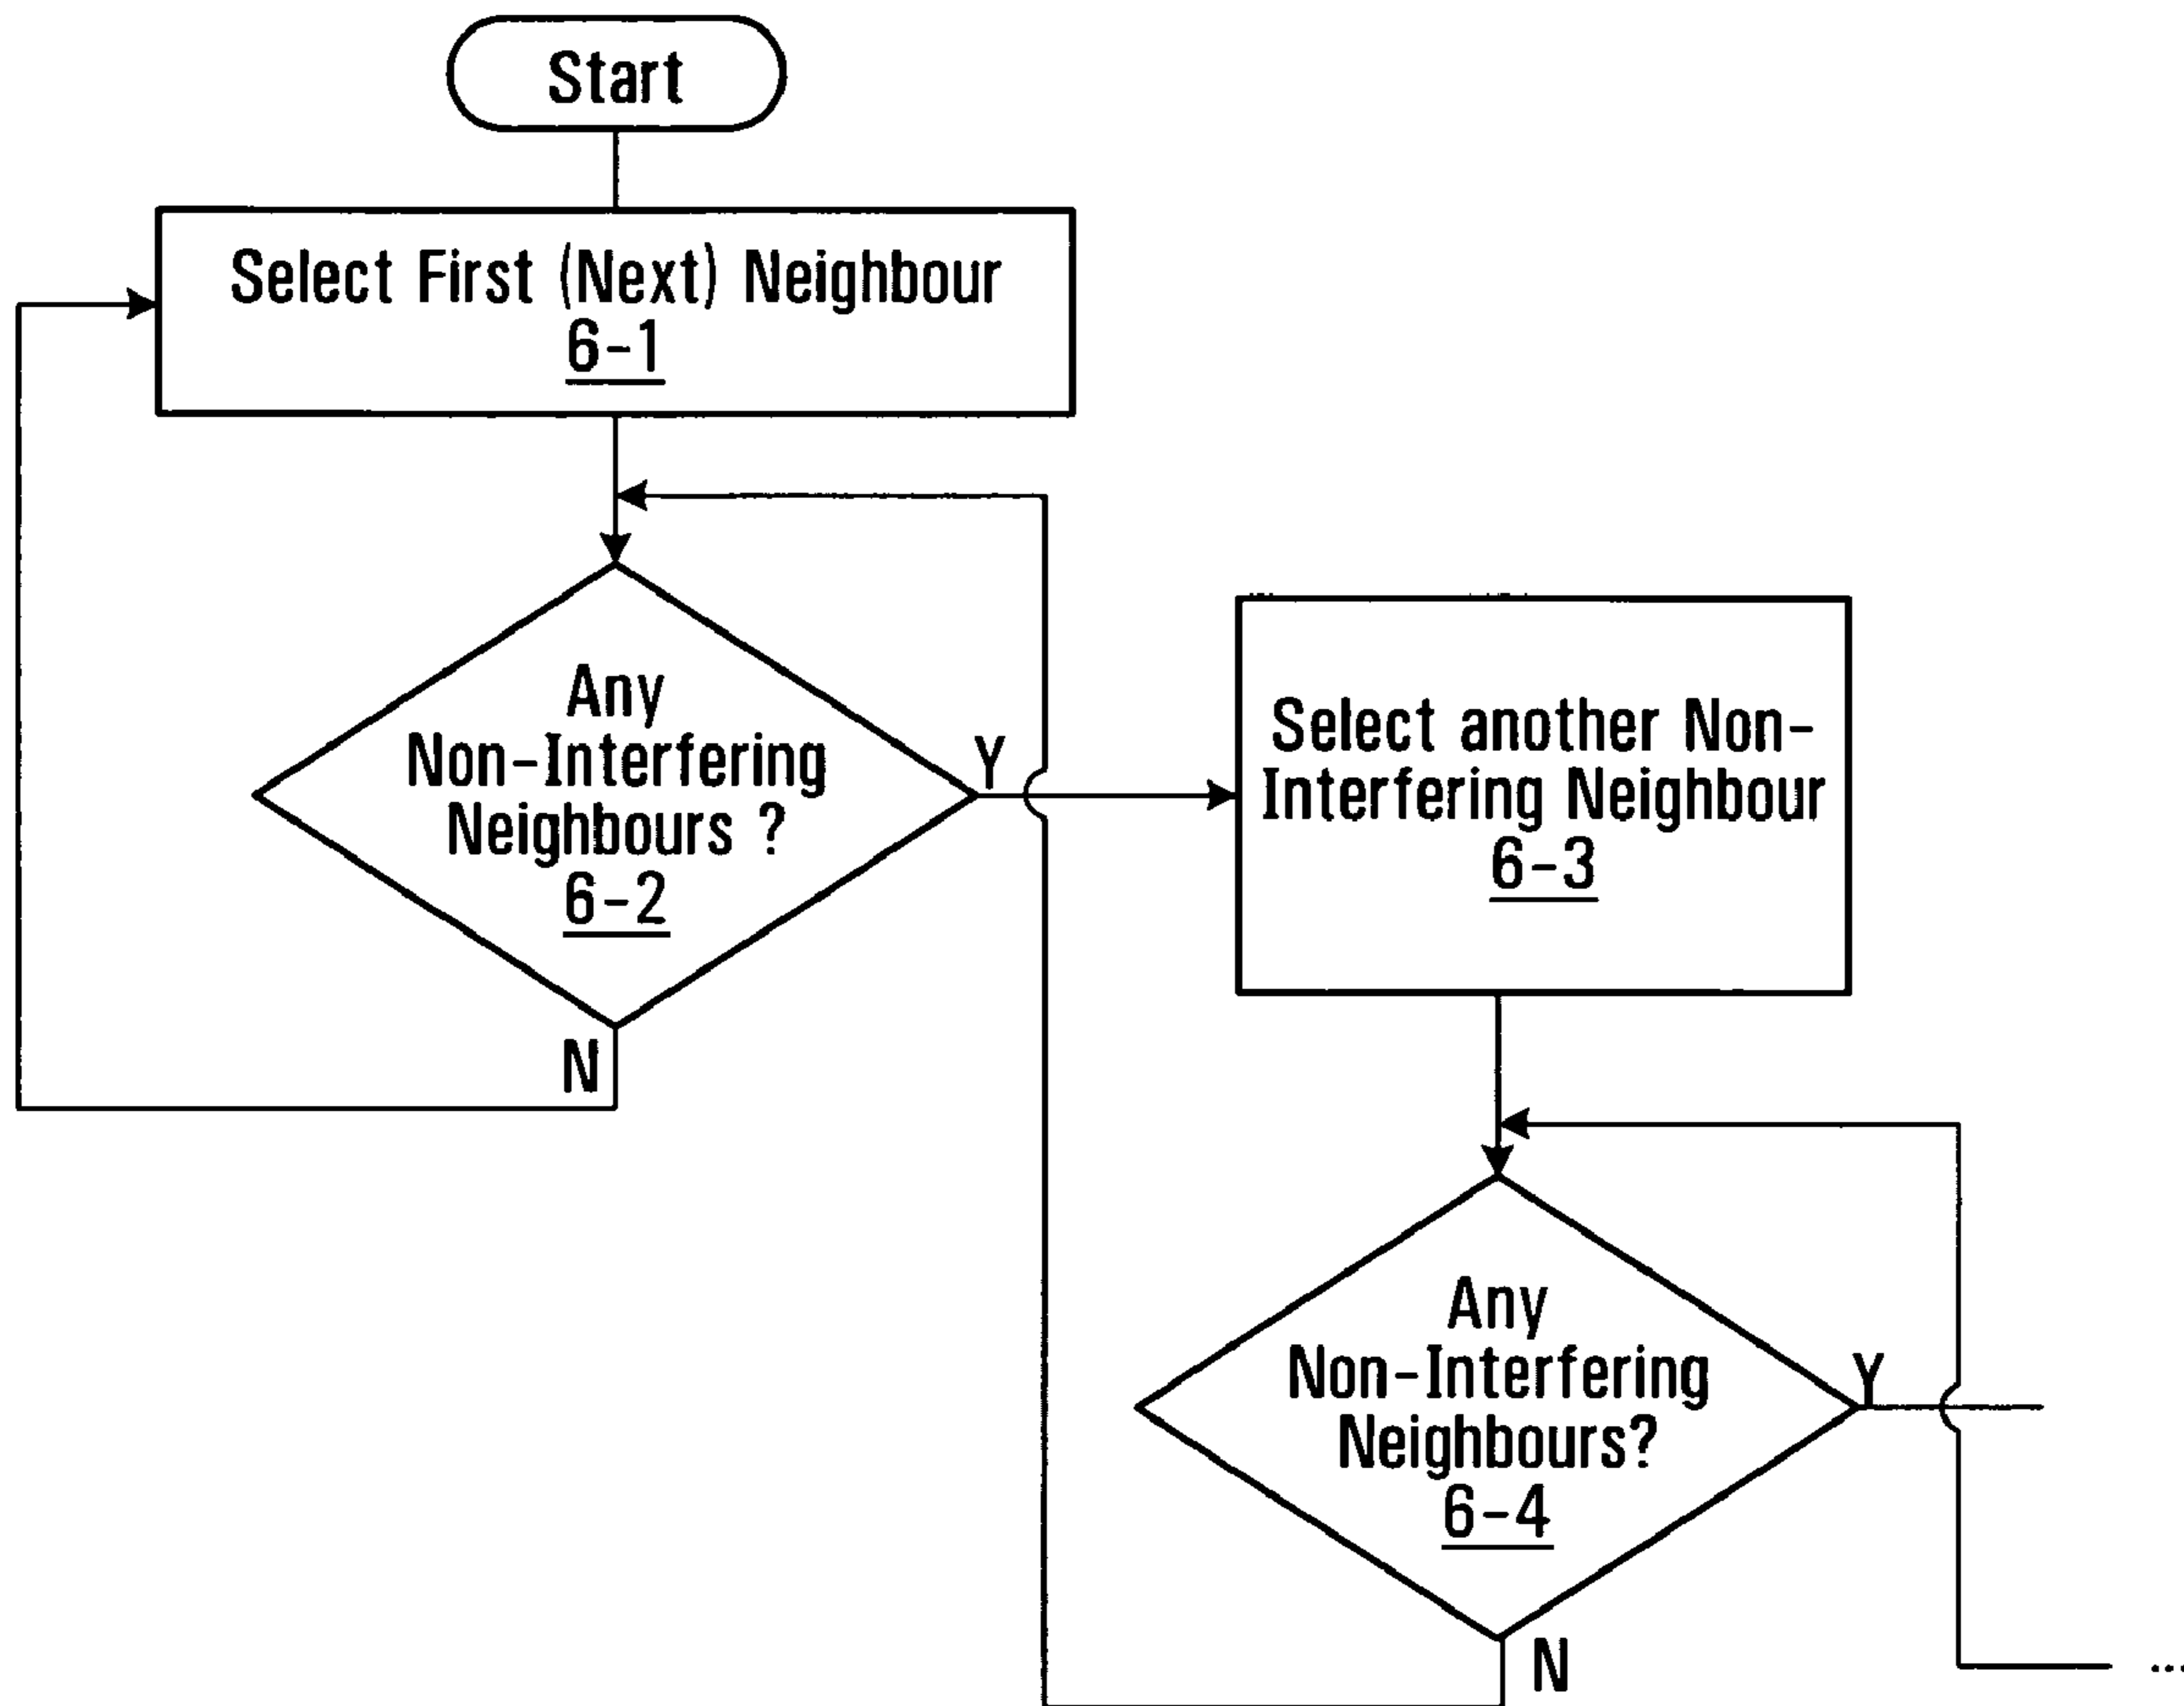 Start
Select First (Next) Neighbour
6-1
Any
Non-Interfering
Neighbours ?
6-2
Y
N
Select another Non-
Interfering Neighbour
6-3
Any
Non-Interfering
Neighbours?
6-4
Y
N
...